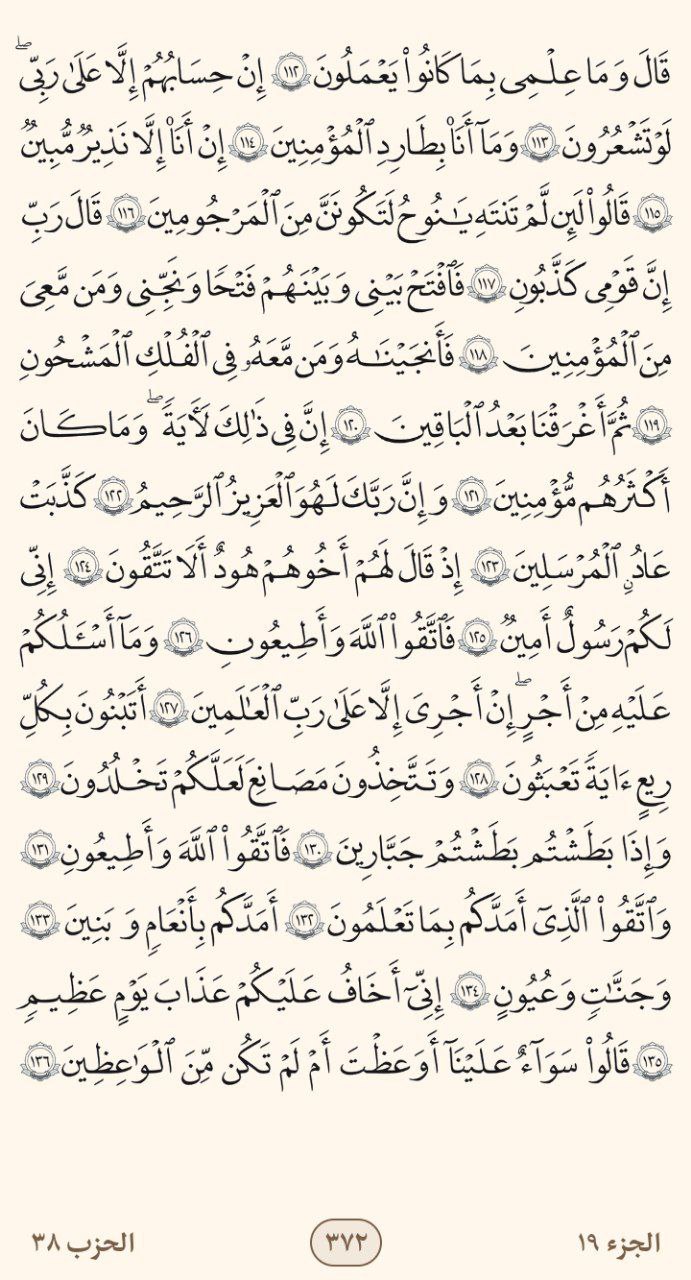 قَالَ وَمَا عِلْمِى بِمَا كَانُوا۟ يَعْمَلُونَ ١١٢ إِنْ حِسَابُهُمْ إِلَّا عَلَىٰ رَبِّى ۖ
لَوْ تَشْعُرُونَ ١١٣ وَمَآ أَنَا۠ بِطَارِدِ ٱلْمُؤْمِنِينَ ١١٤ إِنْ أَنَا۠ إِلَّا نَذِيرٌ مُّبِينٌ
١١٥ قَالُوا۟ لَئِن لَّمْ تَنتَهِ يَـٰنُوحُ لَتَكُونَنَّ مِنَ ٱلْمَرْجُومِينَ ١١٦ قَالَ رَبِّ
إِنَّ قَوْمِى كَذَّبُونِ ١١٧ فَٱفْتَحْ بَيْنِى وَبَيْنَهُمْ فَتْحًا وَنَجِّنِى وَمَن مَّعِىَ
مِنَ ٱلْمُؤْمِنِينَ ١١٨ فَأَنجَيْنَـٰهُ وَمَن مَّعَهُۥ فِى ٱلْفُلْكِ ٱلْمَشْحُونِ
١١٩ ثُمَّ أَغْرَقْنَا بَعْدُ ٱلْبَاقِينَ ١٢٠ إِنَّ فِى ذَٰلِكَ لَـَٔايَةً ۖ وَمَا كَانَ
أَكْثَرُهُم مُّؤْمِنِينَ ١٢١ وَإِنَّ رَبَّكَ لَهُوَ ٱلْعَزِيزُ ٱلرَّحِيمُ ١٢٢ كَذَّبَتْ
عَادٌ ٱلْمُرْسَلِينَ ١٢٣ إِذْ قَالَ لَهُمْ أَخُوهُمْ هُودٌ أَلَا تَتَّقُونَ ١٢٤ إِنِّى
لَكُمْ رَسُولٌ أَمِينٌ ١٢٥ فَٱتَّقُوا۟ ٱللَّهَ وَأَطِيعُونِ ١٢٦ وَمَآ أَسْـَٔلُكُمْ
عَلَيْهِ مِنْ أَجْرٍ ۖ إِنْ أَجْرِىَ إِلَّا عَلَىٰ رَبِّ ٱلْعَـٰلَمِينَ ١٢٧ أَتَبْنُونَ بِكُلِّ
رِيعٍ ءَايَةً تَعْبَثُونَ ١٢٨ وَتَتَّخِذُونَ مَصَانِعَ لَعَلَّكُمْ تَخْلُدُونَ ١٢٩
وَإِذَا بَطَشْتُم بَطَشْتُمْ جَبَّارِينَ ١٣٠ فَٱتَّقُوا۟ ٱللَّهَ وَأَطِيعُونِ ١٣١
وَٱتَّقُوا۟ ٱلَّذِىٓ أَمَدَّكُم بِمَا تَعْلَمُونَ ١٣٢ أَمَدَّكُم بِأَنْعَـٰمٍ وَبَنِينَ ١٣٣
وَجَنَّـٰتٍ وَعُيُونٍ ١٣٤ إِنِّىٓ أَخَافُ عَلَيْكُمْ عَذَابَ يَوْمٍ عَظِيمٍ
١٣٥ قَالُوا۟ سَوَآءٌ عَلَيْنَآ أَوَعَظْتَ أَمْ لَمْ تَكُن مِّنَ ٱلْوَٰعِظِينَ ١٣٦
الجزء ١٩ ٣٧٢ الحزب ٣٨